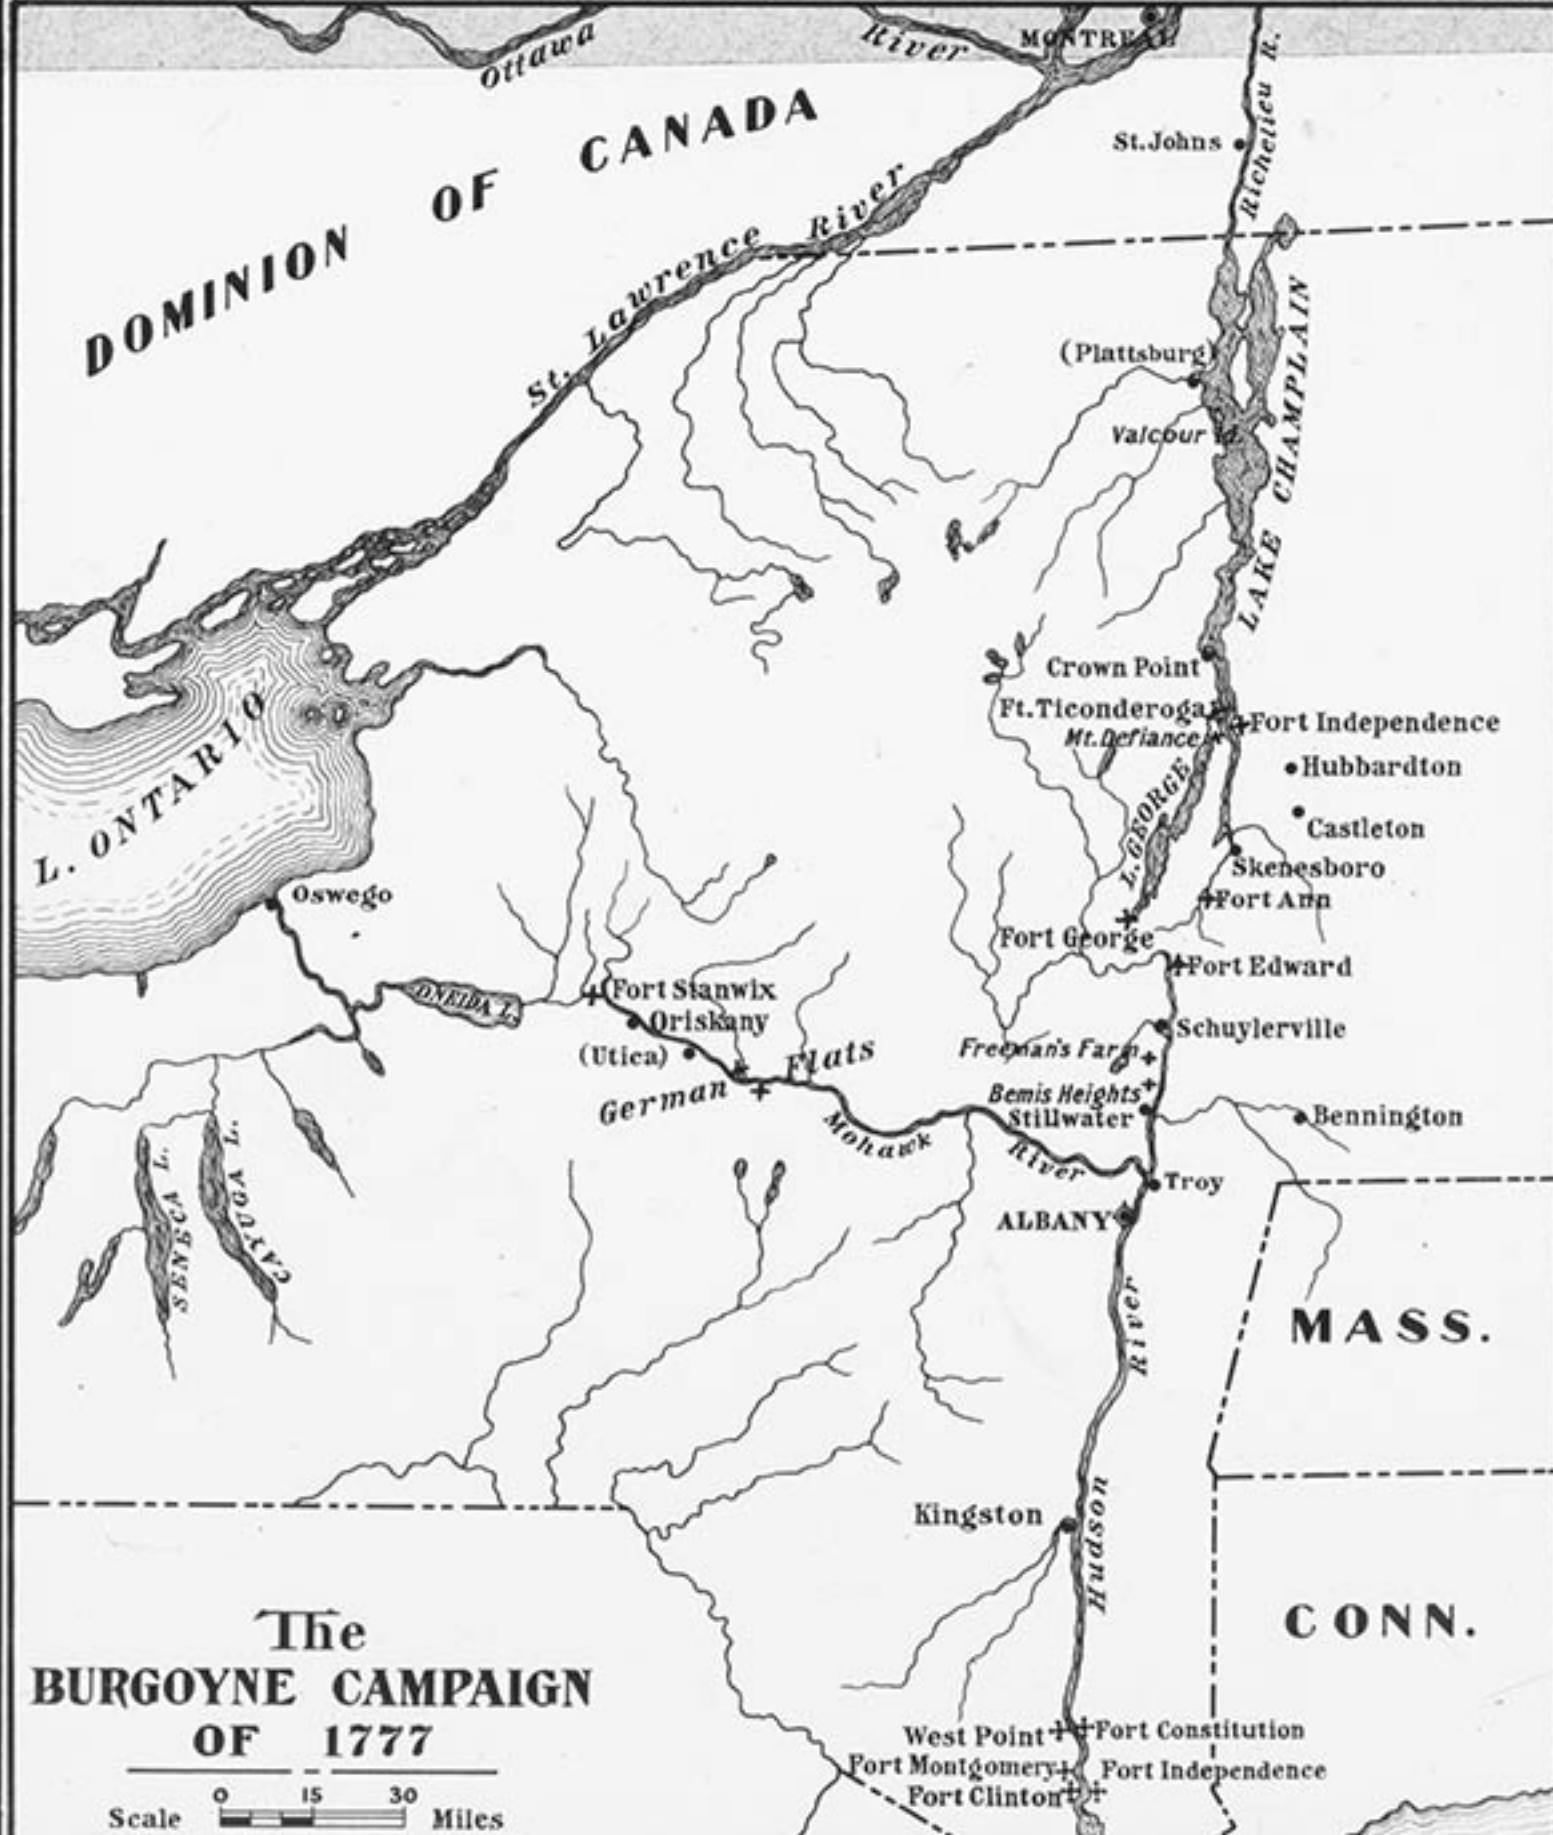 Ottawa
River
MONTREAL
DOMINION OF CANADA
St. Johns
Richelieu R.
St. Lawrence River
(Plattsburg)
Valcour Id.
LAKE CHAMPLAIN
Crown Point
Ft. Ticonderoga
Fort Independence
Mt. Defiance
Hubbardton
L. GEORGE
Castleton
Skenesboro
L. ONTARIO
Oswego
Fort Ann
Fort George
Fort Edward
ONEIDA L.
Fort Stanwix
Oriskany
(Utica)
German Flats
Schuylerville
Freeman's Farm
Bemis Heights
Stillwater
Bennington
Mohawk River
Troy
ALBANY
SENECA L.
CAYUGA L.
MASS.
Hudson River
Kingston
CONN.
West Point
Fort Constitution
Fort Montgomery
Fort Independence
Fort Clinton
The
BURGOYNE CAMPAIGN
OF 1777
0 15 30
Scale Miles